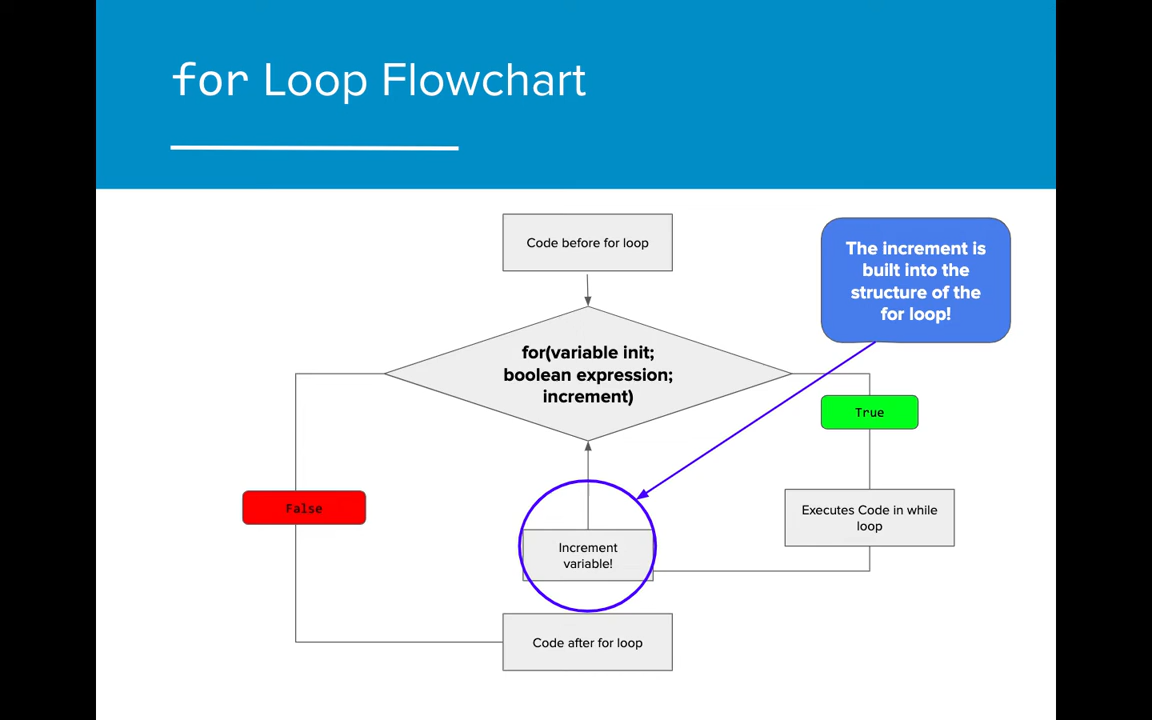 for Loop Flowchart
Code before for loop
The increment is
built into the
structure of the
for loop!
for(variable init;
boolean expression;
increment)
True
False
Executes Code in while
loop
Increment
variable!
Code after for loop